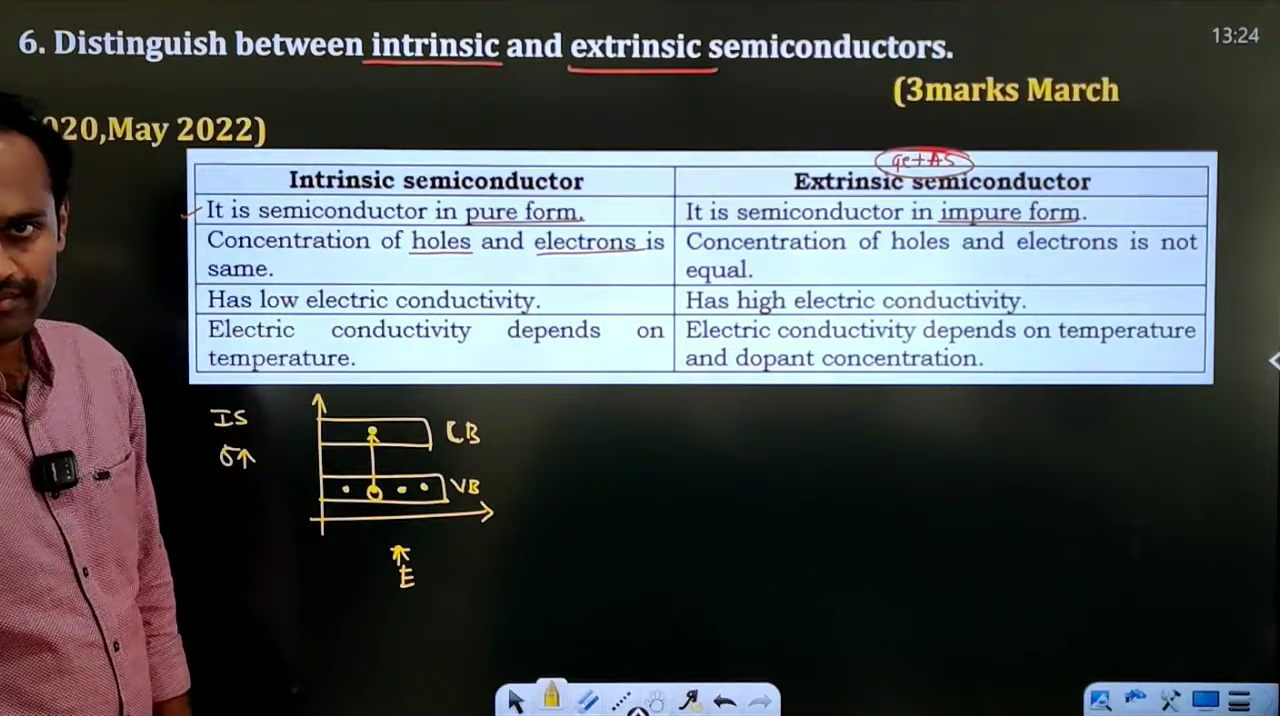 6. Distinguish between intrinsic and extrinsic semiconductors.
13:24
(3marks March
020,May 2022)
Ge+AS
Intrinsic semiconductor
Extrinsic semiconductor
It is semiconductor in pure form.
It is semiconductor in impure form.
Concentration of holes and electrons is
same.
Concentration of holes and electrons is not
equal.
Has low electric conductivity.
Has high electric conductivity.
Electric conductivity depends on
temperature.
Electric conductivity depends on temperature
and dopant concentration.
IS
σ↑
CB
VB
E